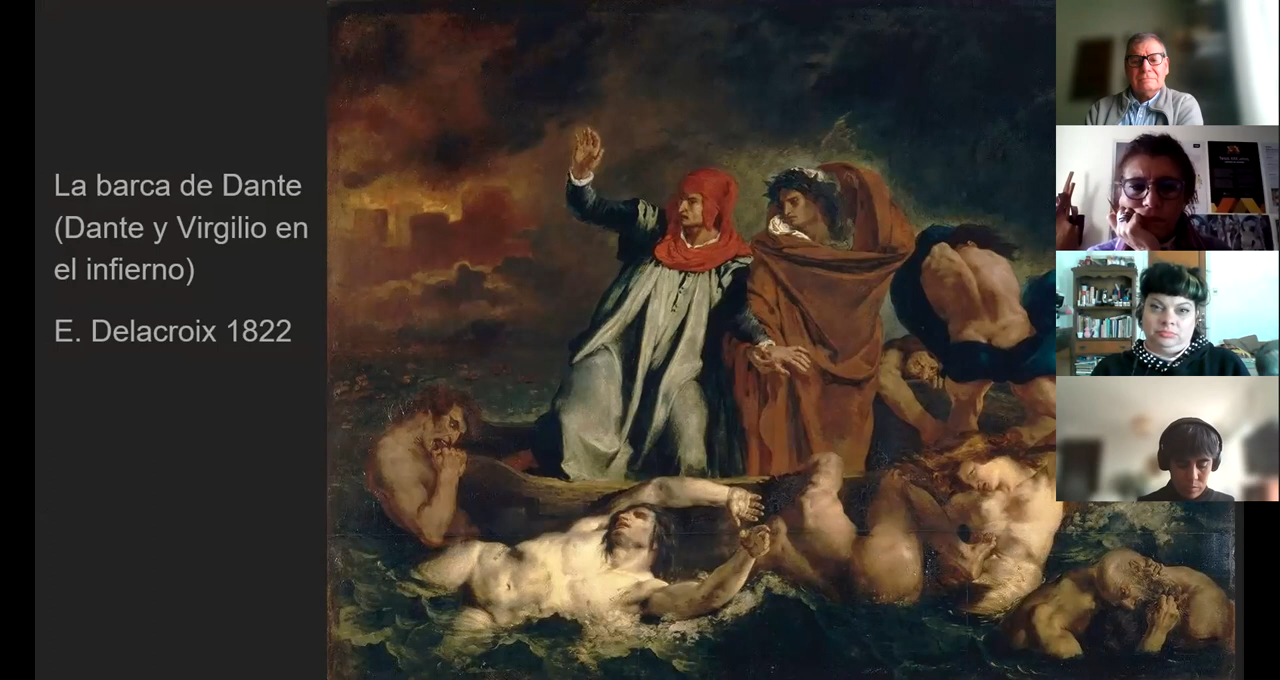 La barca de Dante
(Dante y Virgilio en
el infierno)
E. Delacroix 1822